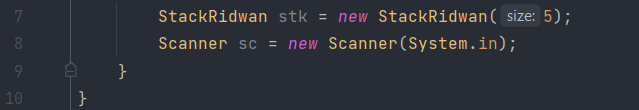 7 StackRidwan stk = new StackRidwan( size: 5);
8 Scanner sc = new Scanner(System.in);
9 }
10 }